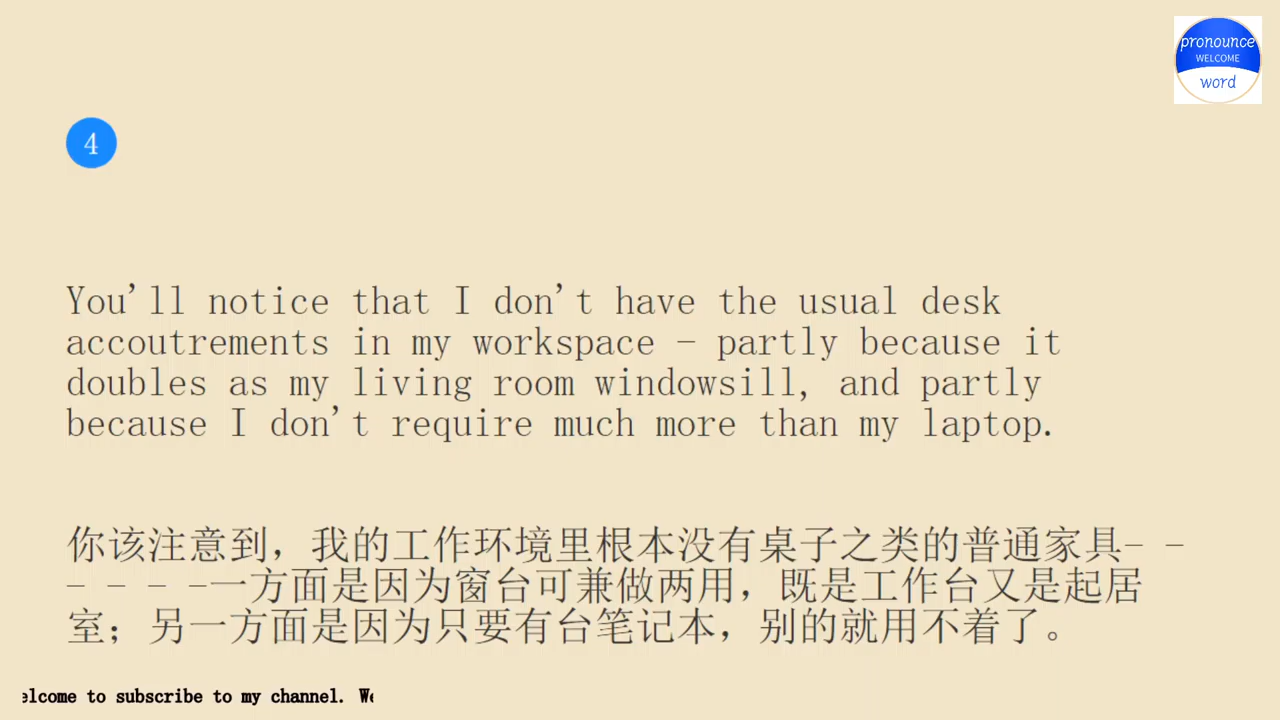 pronounce
WELCOME
word
4
You'll notice that I don't have the usual desk
accoutrements in my workspace – partly because it
doubles as my living room windowsill, and partly
because I don't require much more than my laptop.
你该注意到，我的工作环境里根本没有桌子之类的普通家具– –
– – – –一方面是因为窗台可兼做两用，既是工作台又是起居
室；另一方面是因为只要有台笔记本，别的就用不着了。
elcome to subscribe to my channel. We